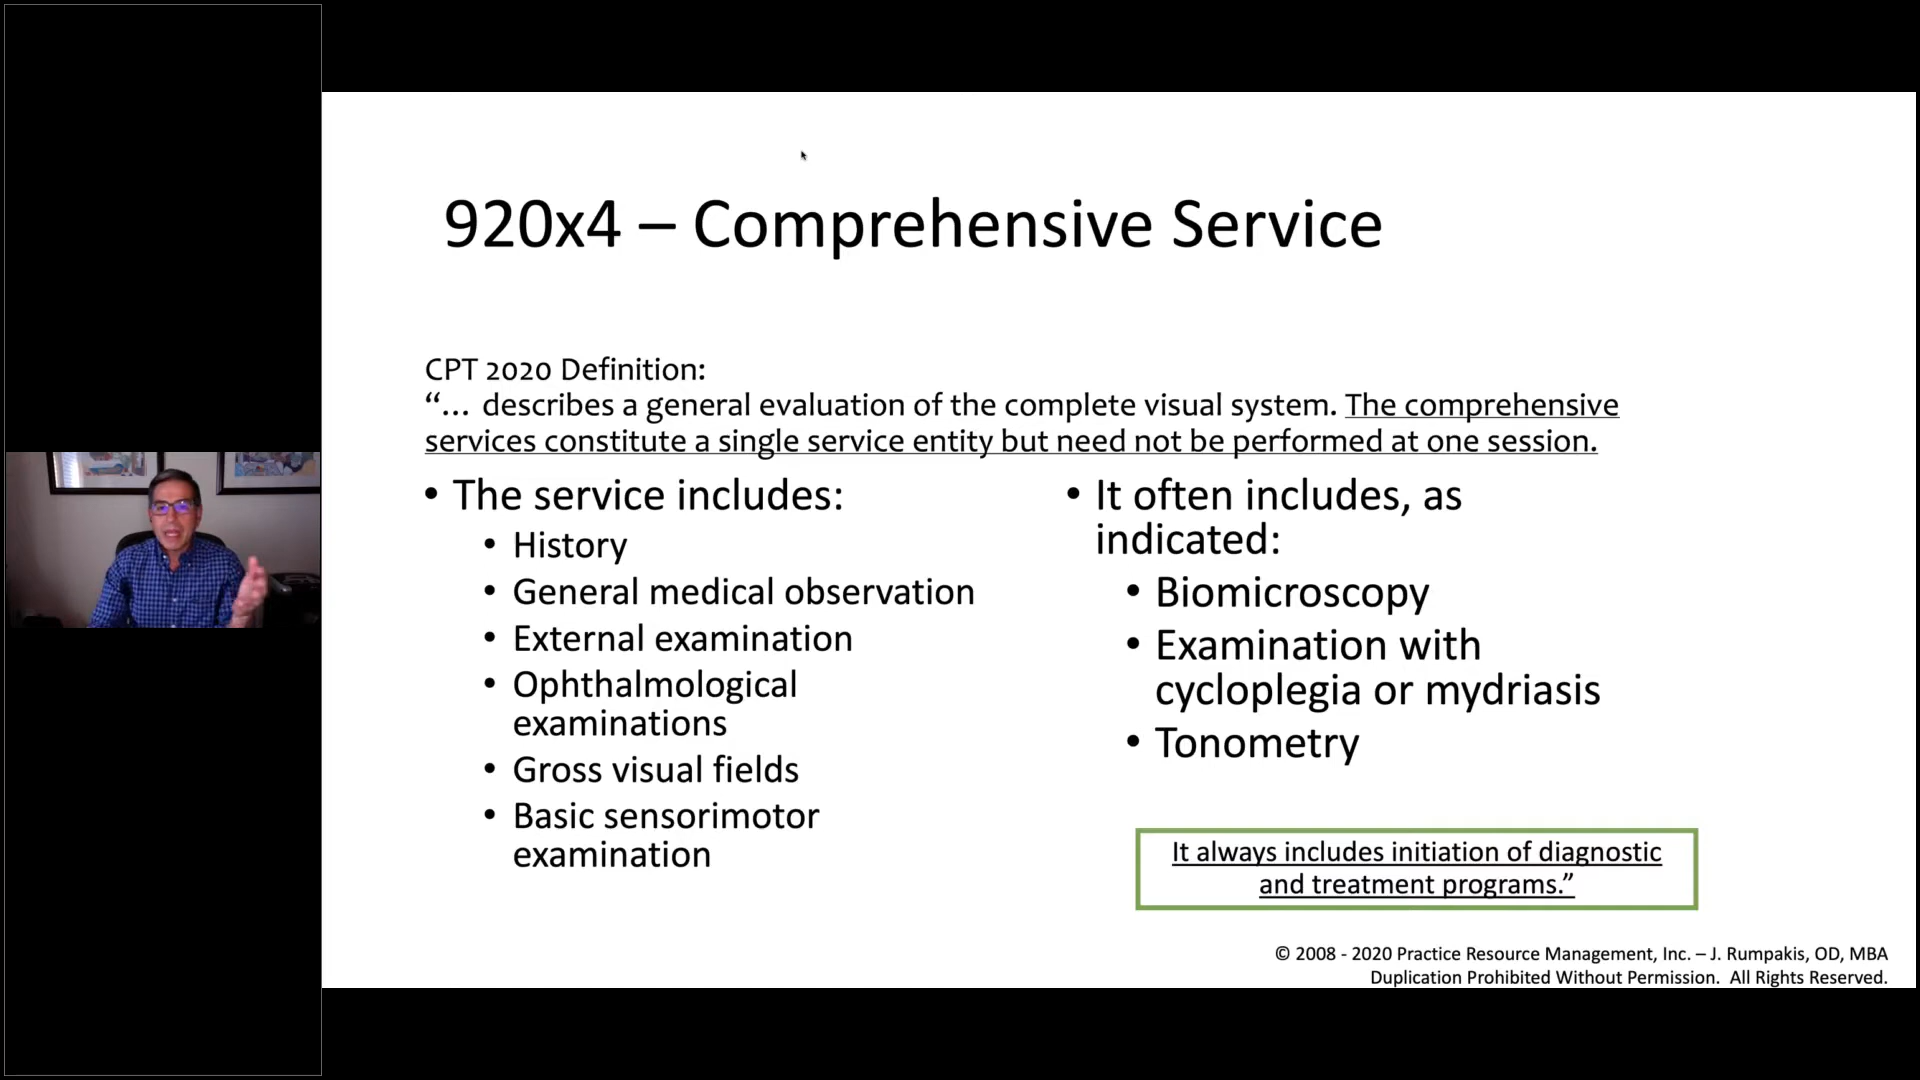 920x4 – Comprehensive Service
CPT 2020 Definition:
“… describes a general evaluation of the complete visual system. The comprehensive
services constitute a single service entity but need not be performed at one session.
• The service includes:
• History
• General medical observation
• External examination
• Ophthalmological
examinations
• Gross visual fields
• Basic sensorimotor
examination
• It often includes, as
indicated:
• Biomicroscopy
• Examination with
cycloplegia or mydriasis
• Tonometry
It always includes initiation of diagnostic
and treatment programs.”
© 2008 - 2020 Practice Resource Management, Inc. – J. Rumpakis, OD, MBA
Duplication Prohibited Without Permission. All Rights Reserved.